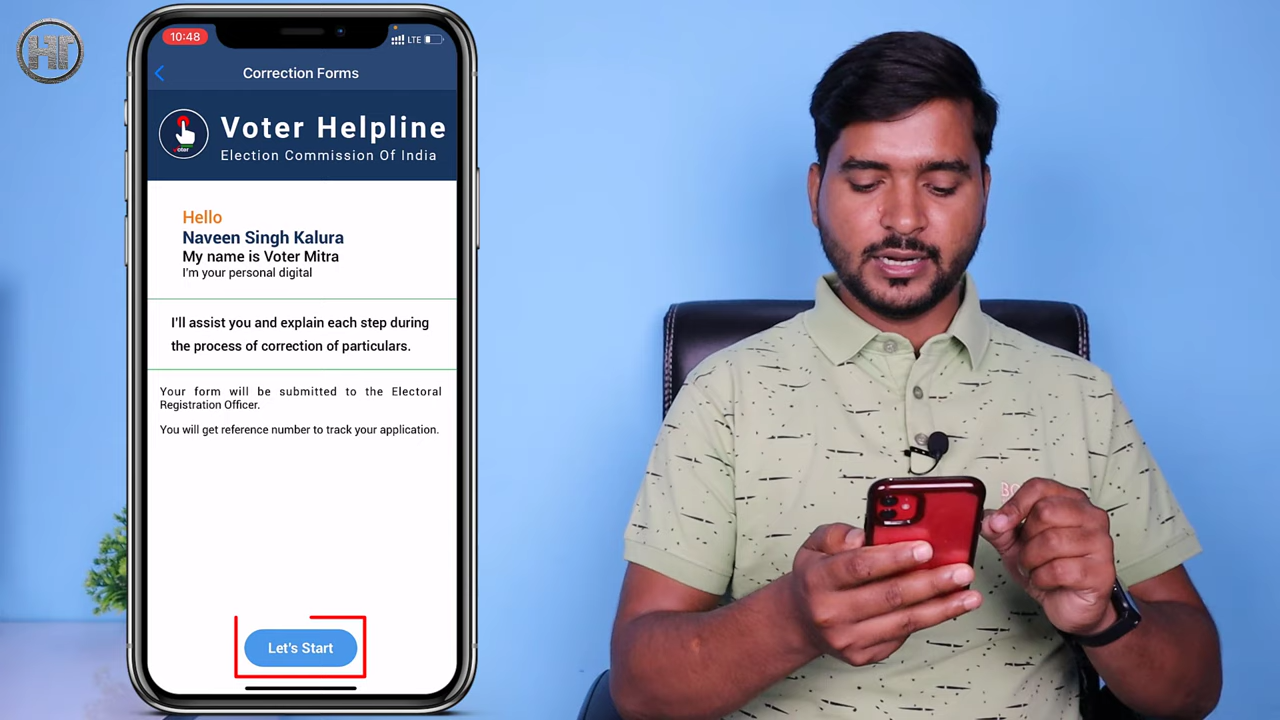 HR
10:48
LTE
Correction Forms
Voter Helpline
Election Commission Of India
Hello
Naveen Singh Kalura
My name is Voter Mitra
I'm your personal digital
I'll assist you and explain each step during
the process of correction of particulars.
Your form will be submitted to the Electoral
Registration Officer.
You will get reference number to track your application.
Let's Start